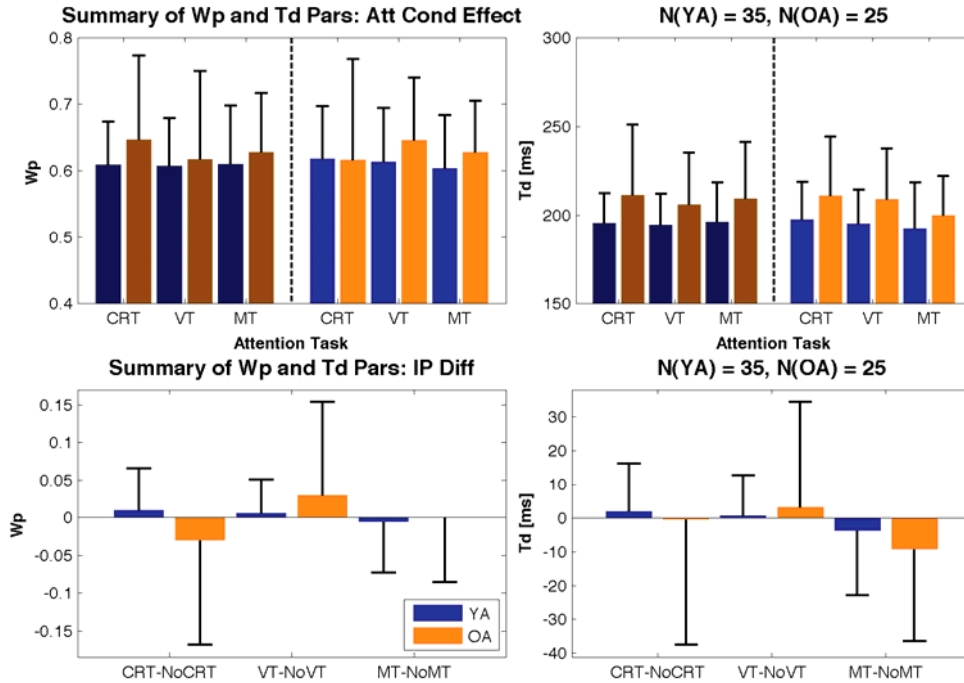 Summary of Wp and Td Pars: Att Cond Effect
0.8
0.7
0.6
0.5
0.4
Wp
CRT VT MT CRT VT MT
Attention Task
N(YA) = 35, N(OA) = 25
300
250
200
150
Td [ms]
CRT VT MT CRT VT MT
Attention Task
Summary of Wp and Td Pars: IP Diff
0.15
0.1
0.05
0
-0.05
-0.1
-0.15
Wp
YA
OA
CRT-NoCRT VT-NoVT MT-NoMT
N(YA) = 35, N(OA) = 25
30
20
10
0
-10
-20
-30
-40
Td [ms]
CRT-NoCRT VT-NoVT MT-NoMT